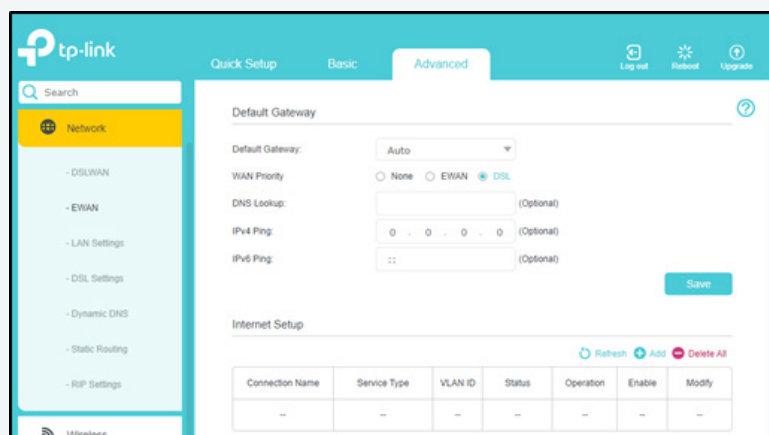 tp-link
Quick Setup Basic Advanced Log out Reboot Upgrade
Search
Network
- DSLWAN
- EWAN
- LAN Settings
- DSL Settings
- Dynamic DNS
- Static Routing
- RIP Settings
Wireless
Default Gateway
Default Gateway: Auto
WAN Priority None EWAN DSL
DNS Lookup: (Optional)
IPv4 Ping: 0 . 0 . 0 . 0 (Optional)
IPv6 Ping: :: (Optional)
Save
Internet Setup
Refresh Add Delete All
Connection Name Service Type VLAN ID Status Operation Enable Modify
-- -- -- -- -- -- --